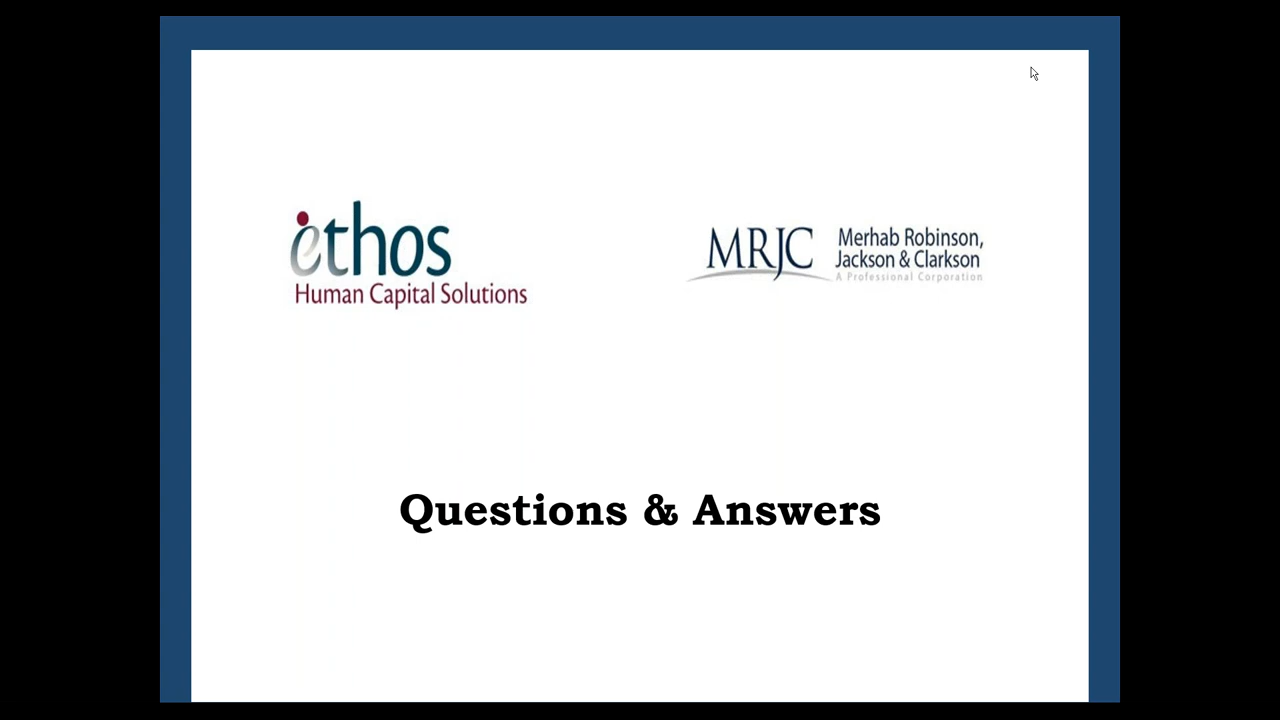 ethos
Human Capital Solutions
MRJC
Merhab Robinson,
Jackson & Clarkson
A Professional Corporation
Questions & Answers